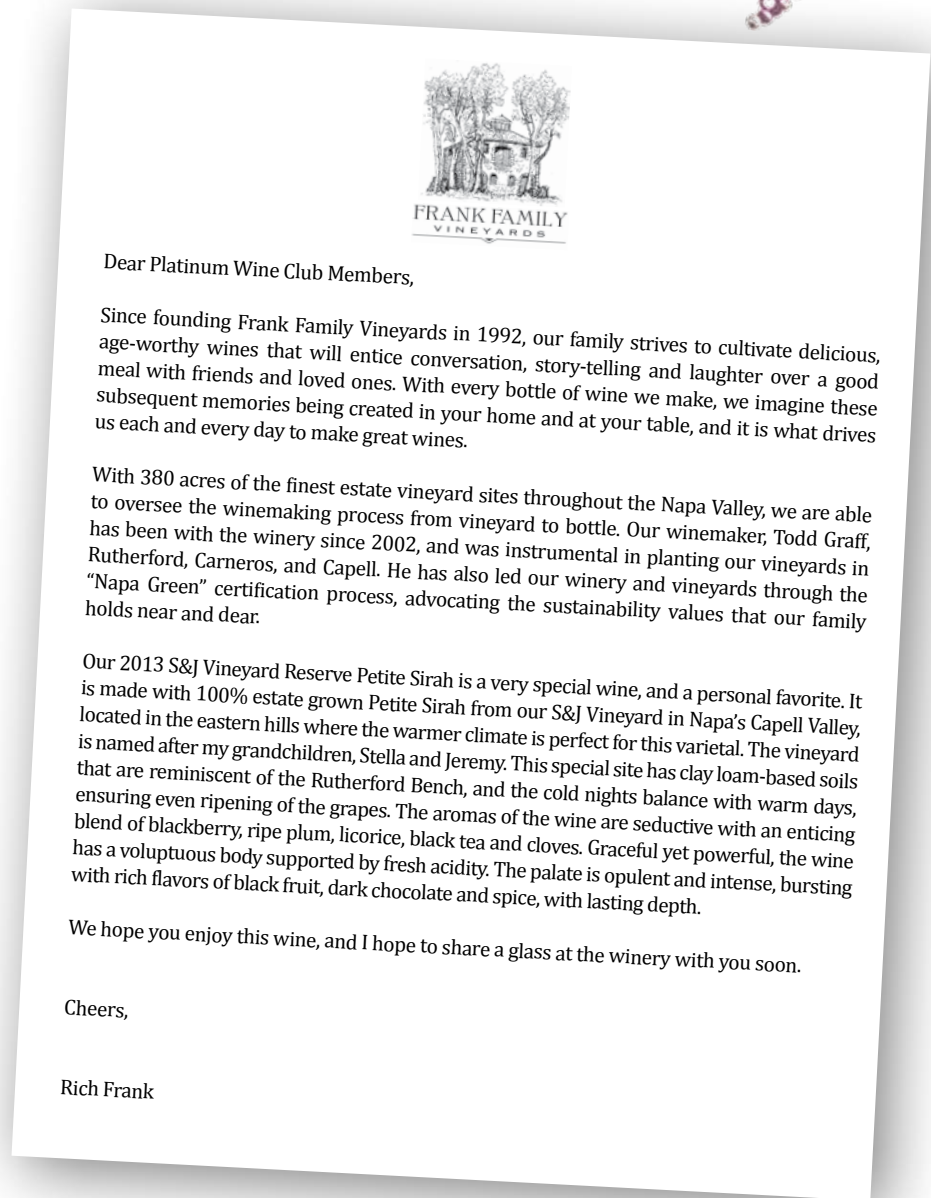 FRANK FAMILY
VINEYARDS
Dear Platinum Wine Club Members,
Since founding Frank Family Vineyards in 1992, our family strives to cultivate delicious,
age-worthy wines that will entice conversation, story-telling and laughter over a good
meal with friends and loved ones. With every bottle of wine we make, we imagine these
subsequent memories being created in your home and at your table, and it is what drives
us each and every day to make great wines.
With 380 acres of the finest estate vineyard sites throughout the Napa Valley, we are able
to oversee the winemaking process from vineyard to bottle. Our winemaker, Todd Graff,
has been with the winery since 2002, and was instrumental in planting our vineyards in
Rutherford, Carneros, and Capell. He has also led our winery and vineyards through the
“Napa Green” certification process, advocating the sustainability values that our family
holds near and dear.
Our 2013 S&J Vineyard Reserve Petite Sirah is a very special wine, and a personal favorite. It
is made with 100% estate grown Petite Sirah from our S&J Vineyard in Napa’s Capell Valley,
located in the eastern hills where the warmer climate is perfect for this varietal. The vineyard
is named after my grandchildren, Stella and Jeremy. This special site has clay loam-based soils
that are reminiscent of the Rutherford Bench, and the cold nights balance with warm days,
ensuring even ripening of the grapes. The aromas of the wine are seductive with an enticing
blend of blackberry, ripe plum, licorice, black tea and cloves. Graceful yet powerful, the wine
has a voluptuous body supported by fresh acidity. The palate is opulent and intense, bursting
with rich flavors of black fruit, dark chocolate and spice, with lasting depth.
We hope you enjoy this wine, and I hope to share a glass at the winery with you soon.
Cheers,
Rich Frank